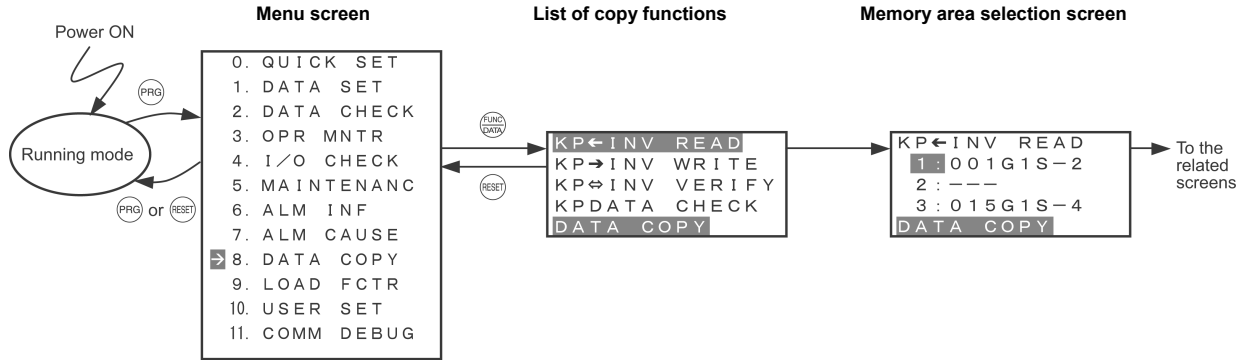 Menu screen
List of copy functions
Memory area selection screen
Power ON
PRG
Running mode
PRG or RESET
0. QUICK SET
1. DATA SET
2. DATA CHECK
3. OPR MNTR
4. I/O CHECK
5. MAINTENANC
6. ALM INF
7. ALM CAUSE
→ 8. DATA COPY
9. LOAD FCTR
10. USER SET
11. COMM DEBUG
FUNC
DATA
RESET
KP←INV READ
KP→INV WRITE
KP⇔INV VERIFY
KPDATA CHECK
DATA COPY
KP←INV READ
1:001G1S-2
2:---
3:015G1S-4
DATA COPY
To the
related
screens